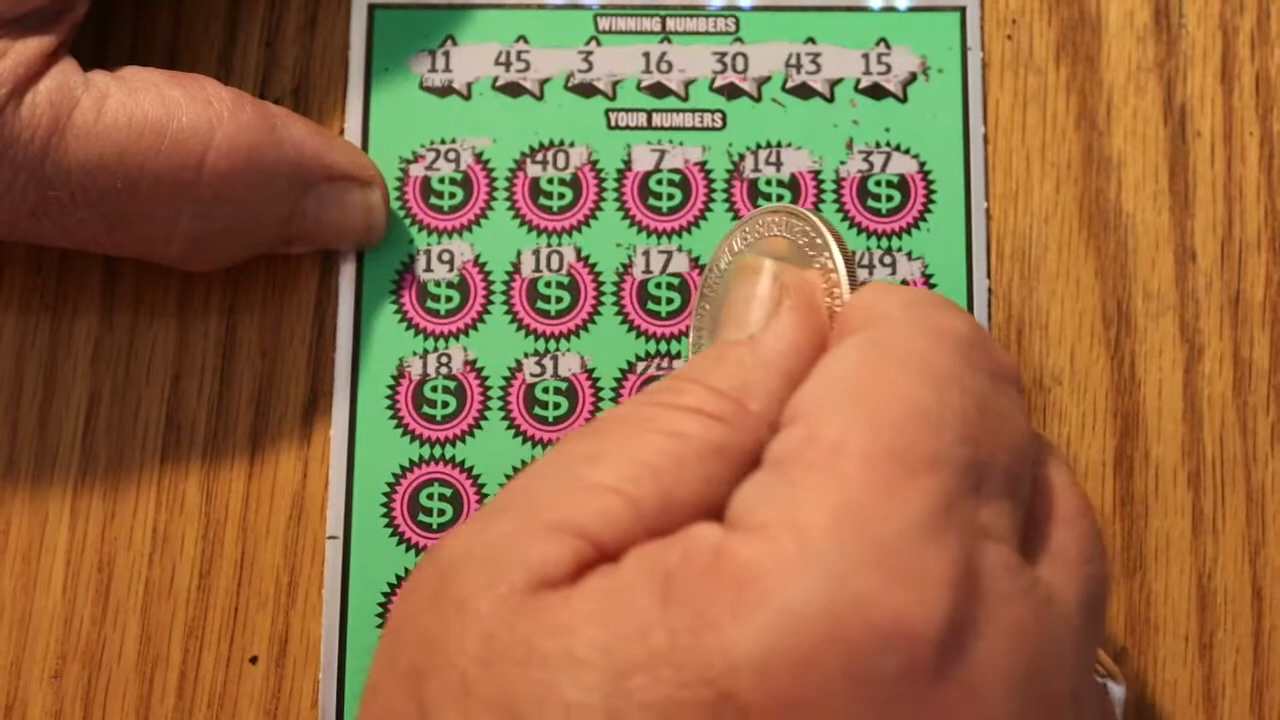 WINNING NUMBERS
11 45 3 16 30 43 15
YOUR NUMBERS
29 40 7 14 37
$ $ $ $ $
19 10 17 49
$ $ $
18 31
$ $
$